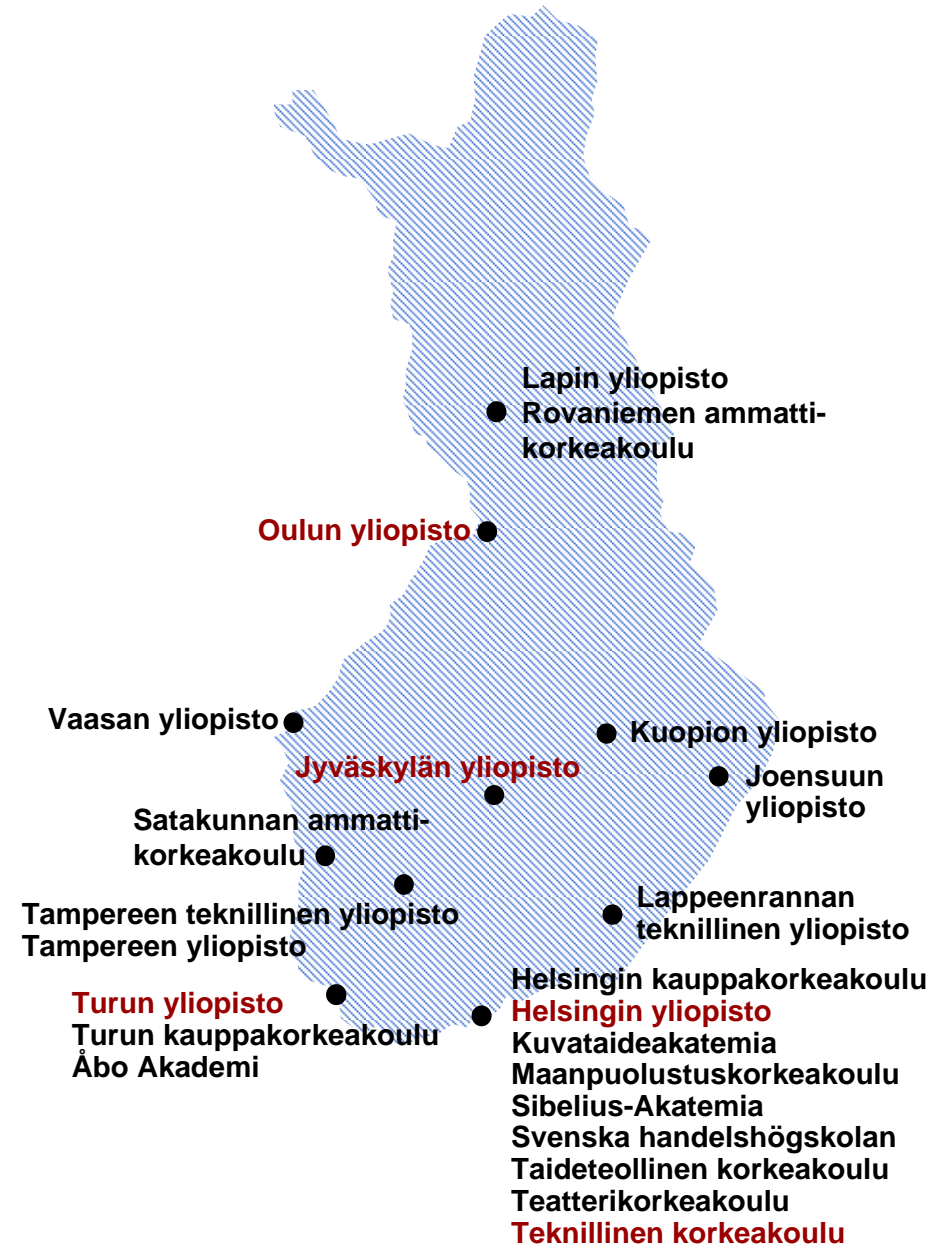 Lapin yliopisto
Rovaniemen ammatti-
korkeakoulu
Oulun yliopisto
Vaasan yliopisto
Kuopion yliopisto
Jyväskylän yliopisto
Joensuun
yliopisto
Satakunnan ammatti-
korkeakoulu
Tampereen teknillinen yliopisto
Tampereen yliopisto
Lappeenrannan
teknillinen yliopisto
Turun yliopisto
Turun kauppakorkeakoulu
Åbo Akademi
Helsingin kauppakorkeakoulu
Helsingin yliopisto
Kuvataideakatemia
Maanpuolustuskorkeakoulu
Sibelius-Akatemia
Svenska handelshögskolan
Taideteollinen korkeakoulu
Teatterikorkeakoulu
Teknillinen korkeakoulu